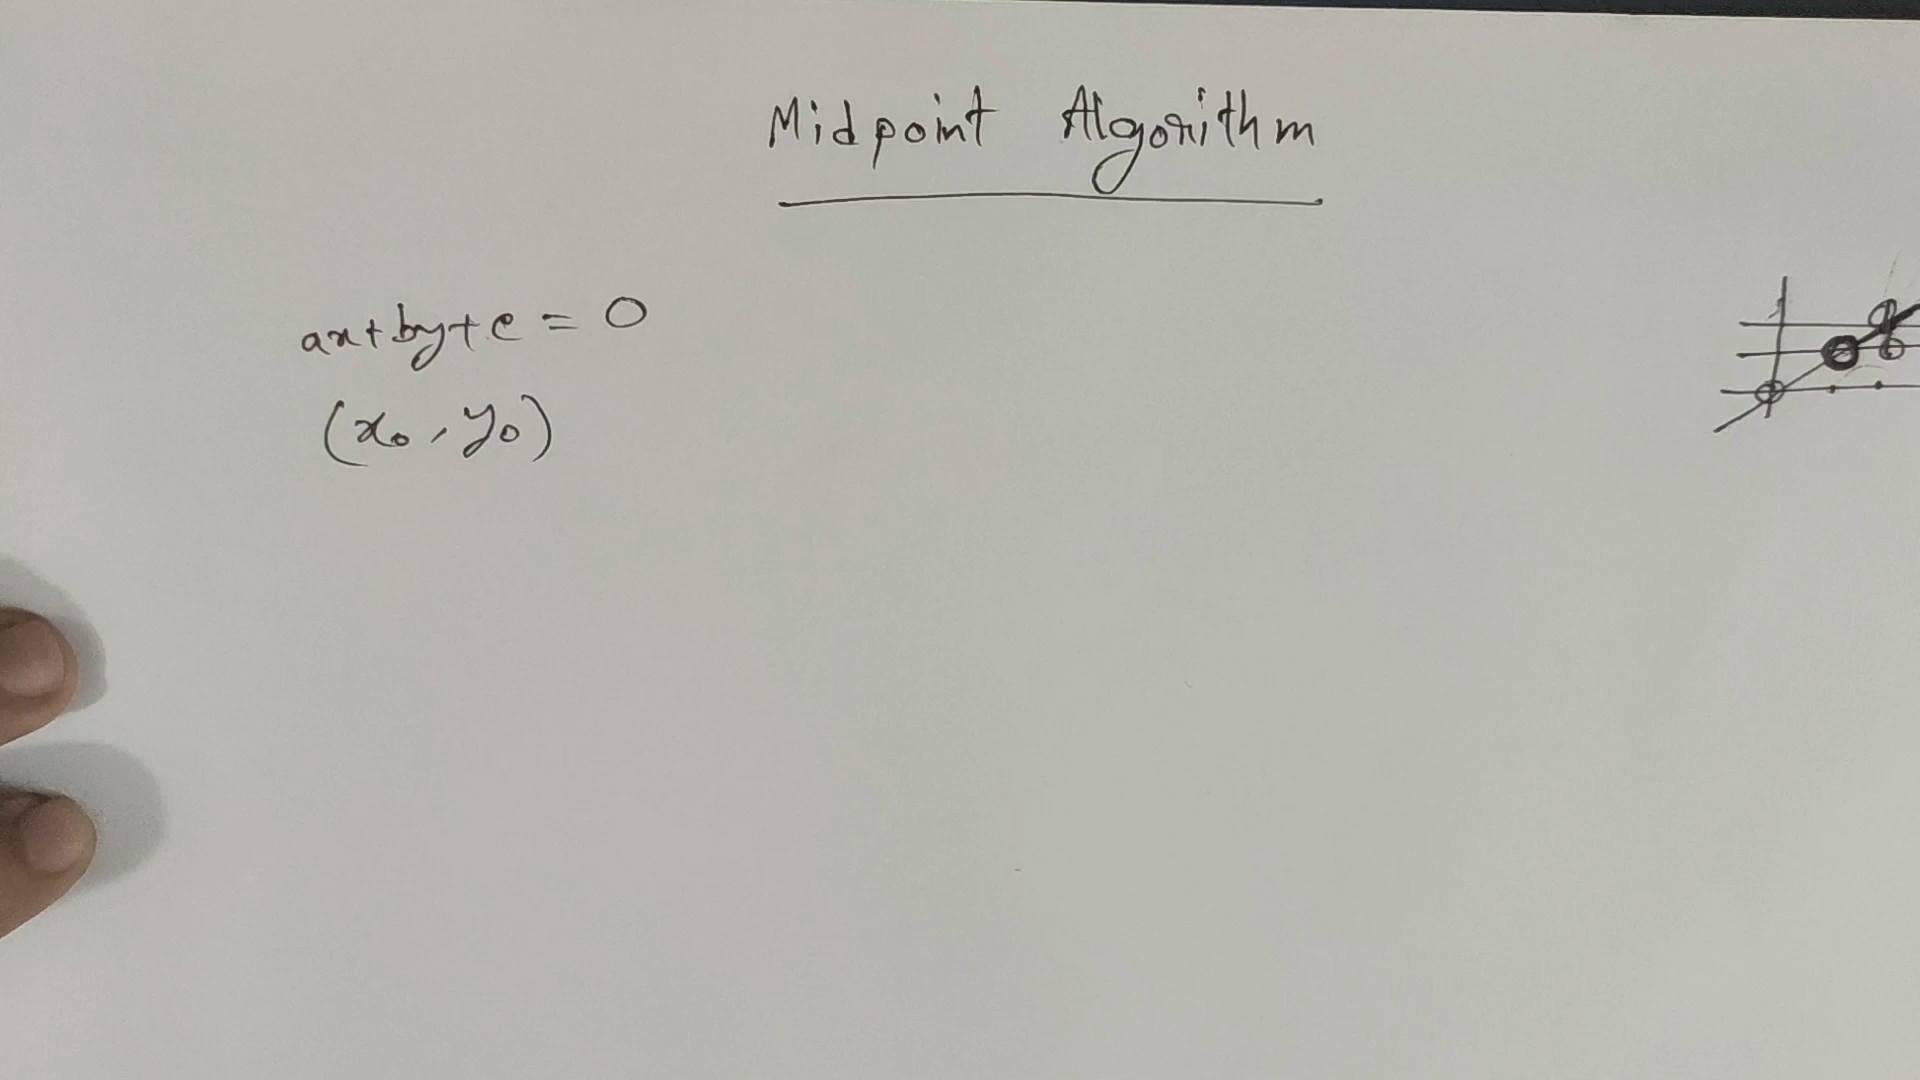 Midpoint Algorithm
ax+by+c = 0
(x₀, y₀)